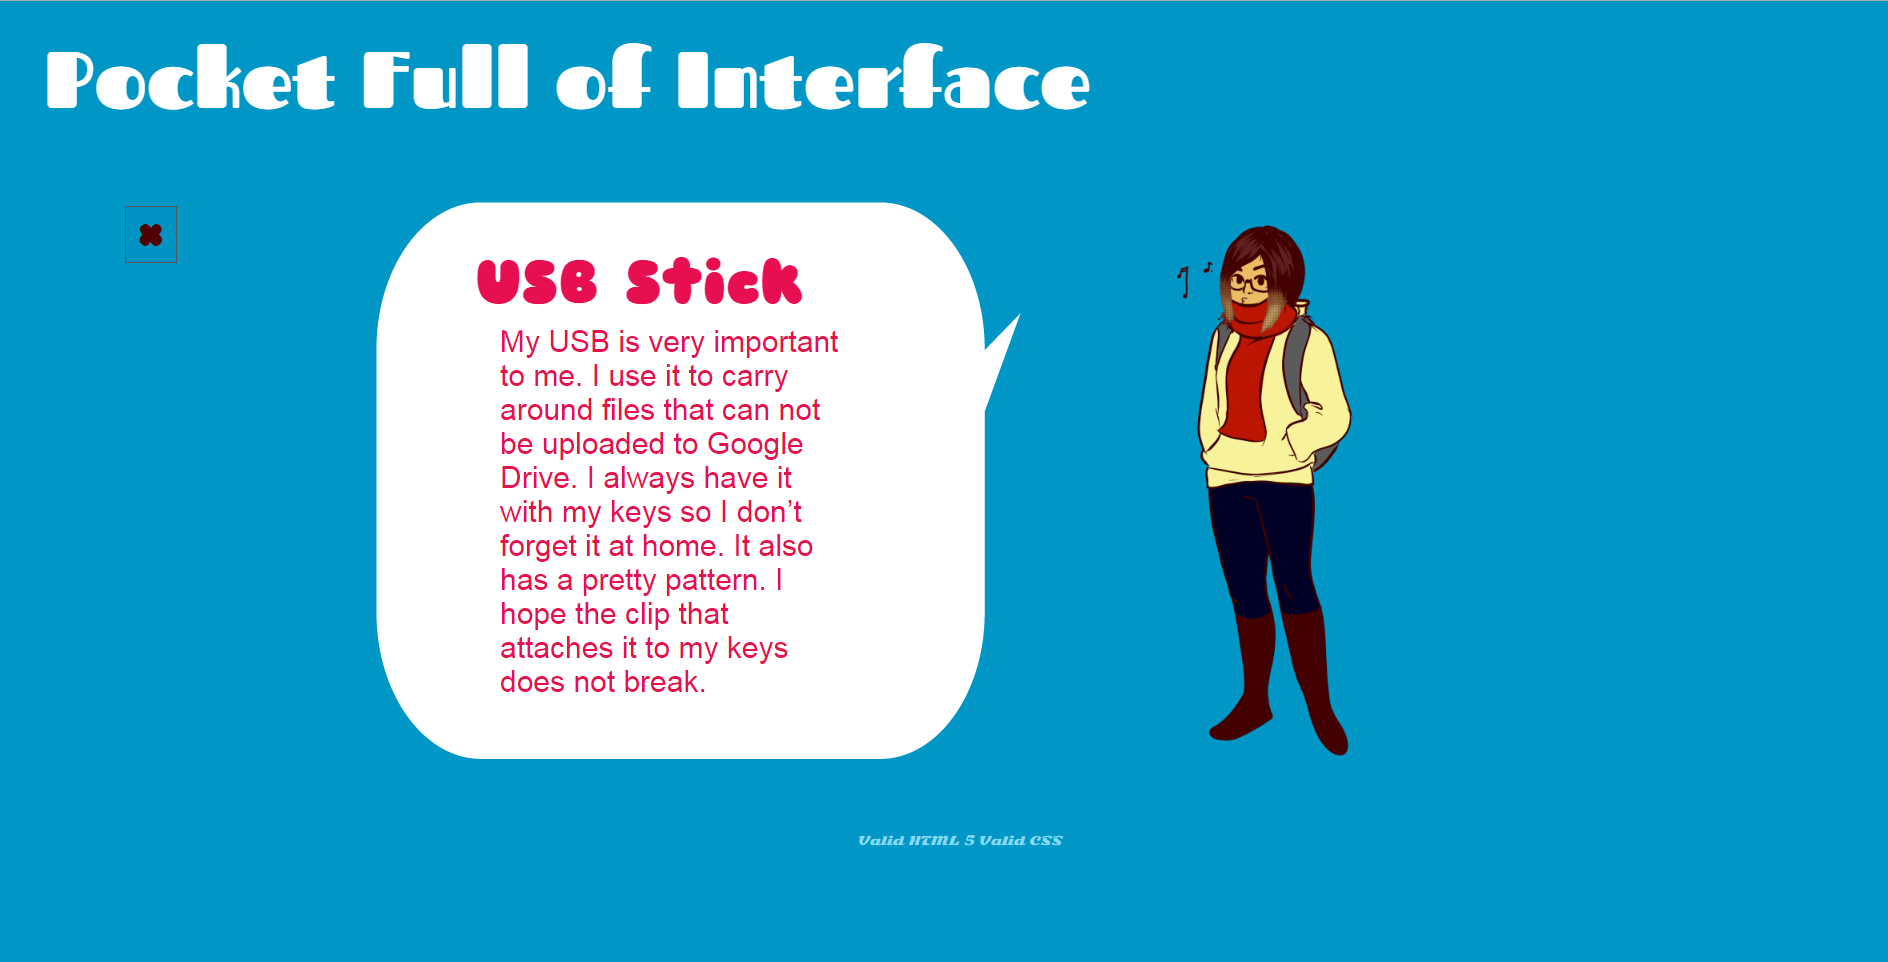 Pocket Full of Interface
USB Stick
My USB is very important
to me. I use it to carry
around files that can not
be uploaded to Google
Drive. I always have it
with my keys so I don’t
forget it at home. It also
has a pretty pattern. I
hope the clip that
attaches it to my keys
does not break.
Valid HTML 5 Valid CSS